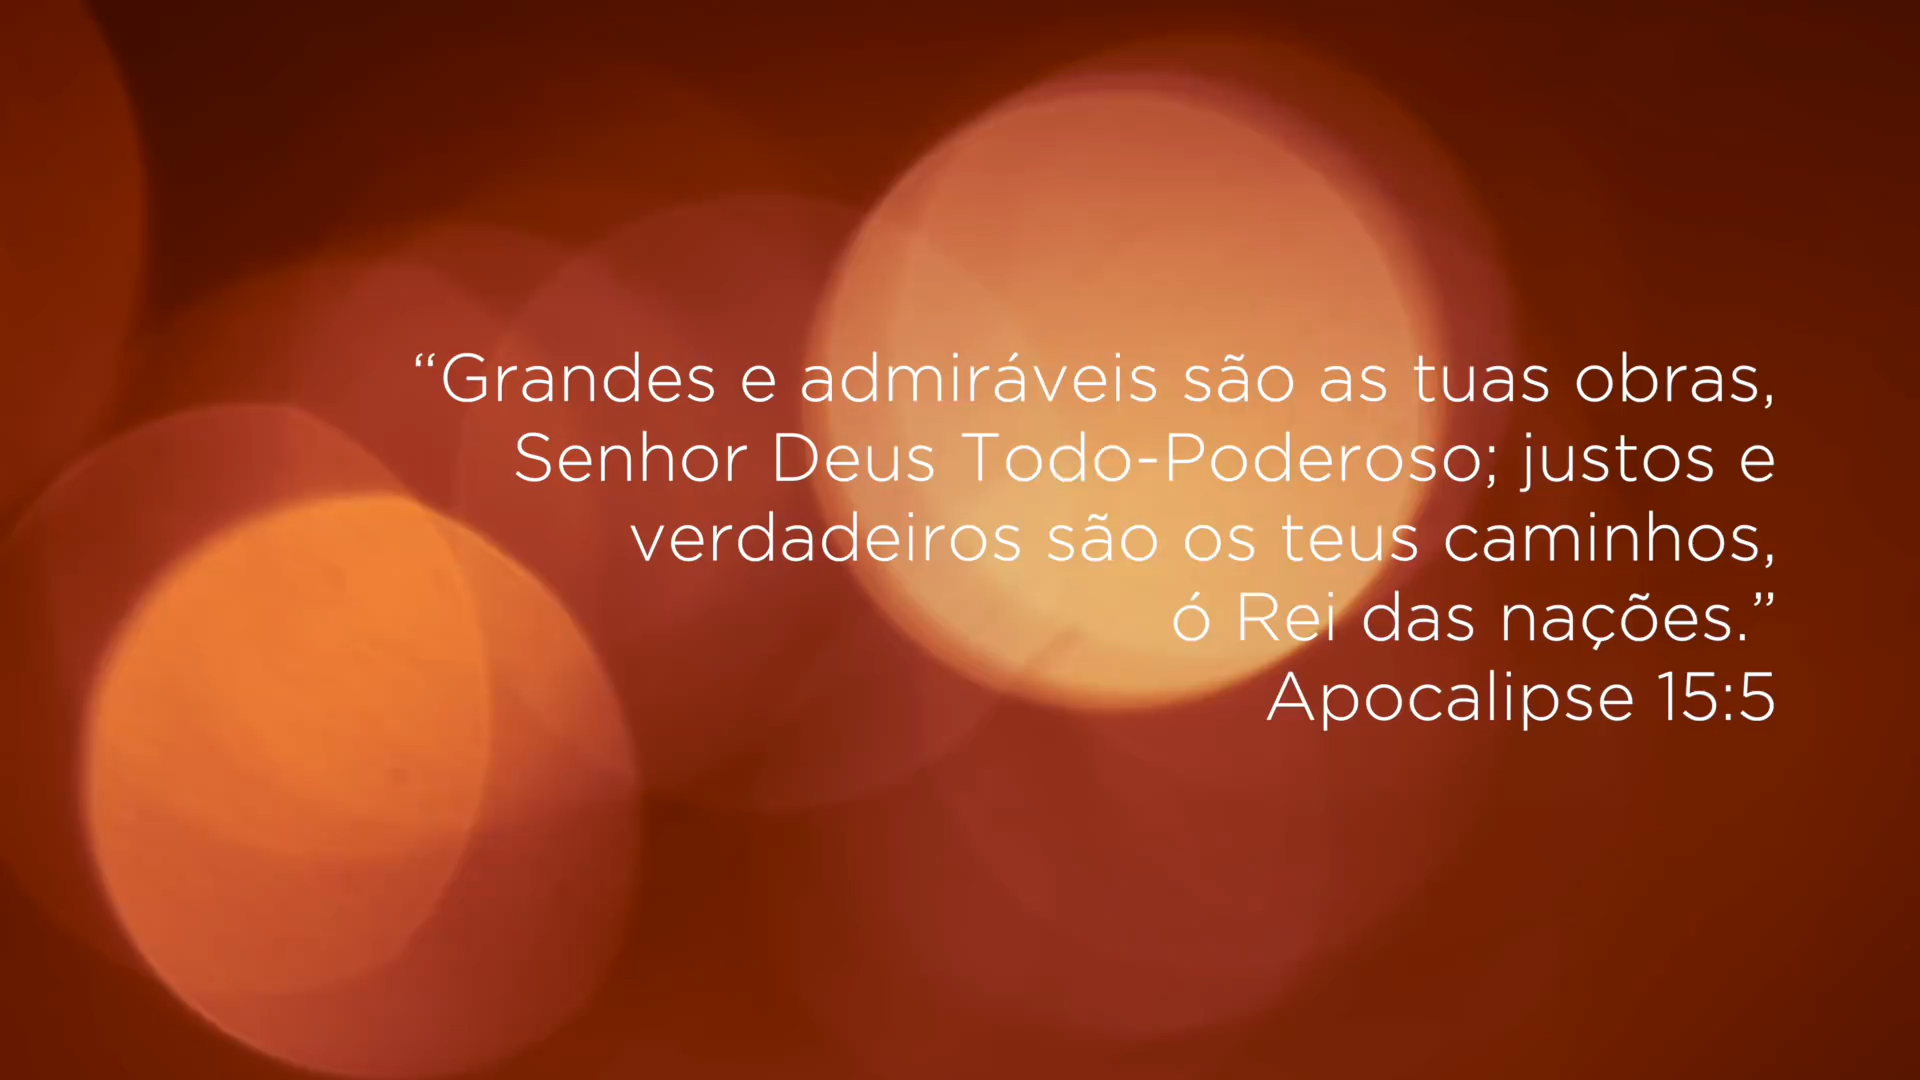 “Grandes e admiráveis são as tuas obras,
Senhor Deus Todo-Poderoso; justos e
verdadeiros são os teus caminhos,
ó Rei das nações.”
Apocalipse 15:5